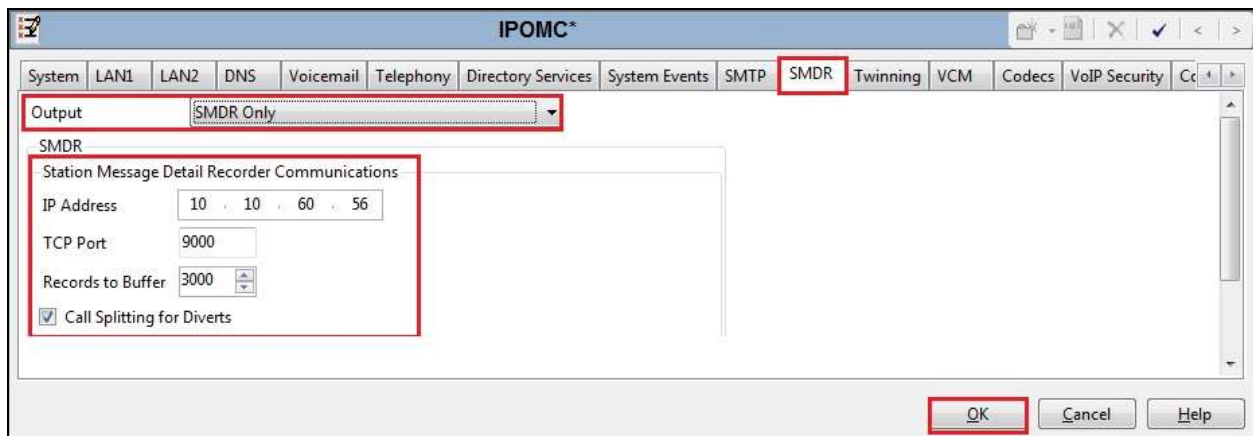 IPOMC*
System LAN1 LAN2 DNS Voicemail Telephony Directory Services System Events SMTP SMDR Twinning VCM Codecs VoIP Security
Output SMDR Only
SMDR
Station Message Detail Recorder Communications
IP Address 10 . 10 . 60 . 56
TCP Port 9000
Records to Buffer 3000
Call Splitting for Diverts
OK Cancel Help